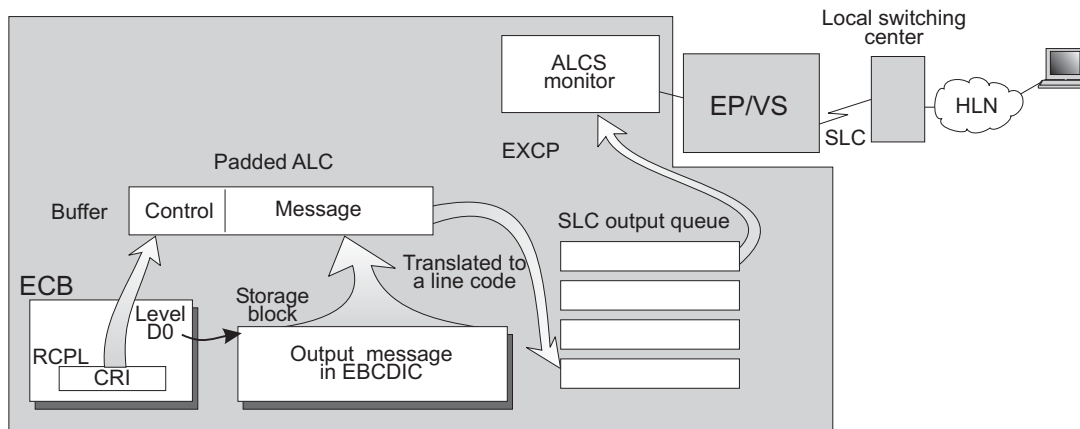 Local switching
center
ALCS
monitor
EP/VS
HLN
SLC
EXCP
Padded ALC
Buffer
Control
Message
SLC output queue
Translated to
a line code
ECB
Level
D0
Storage
block
RCPL
CRI
Output message
in EBCDIC